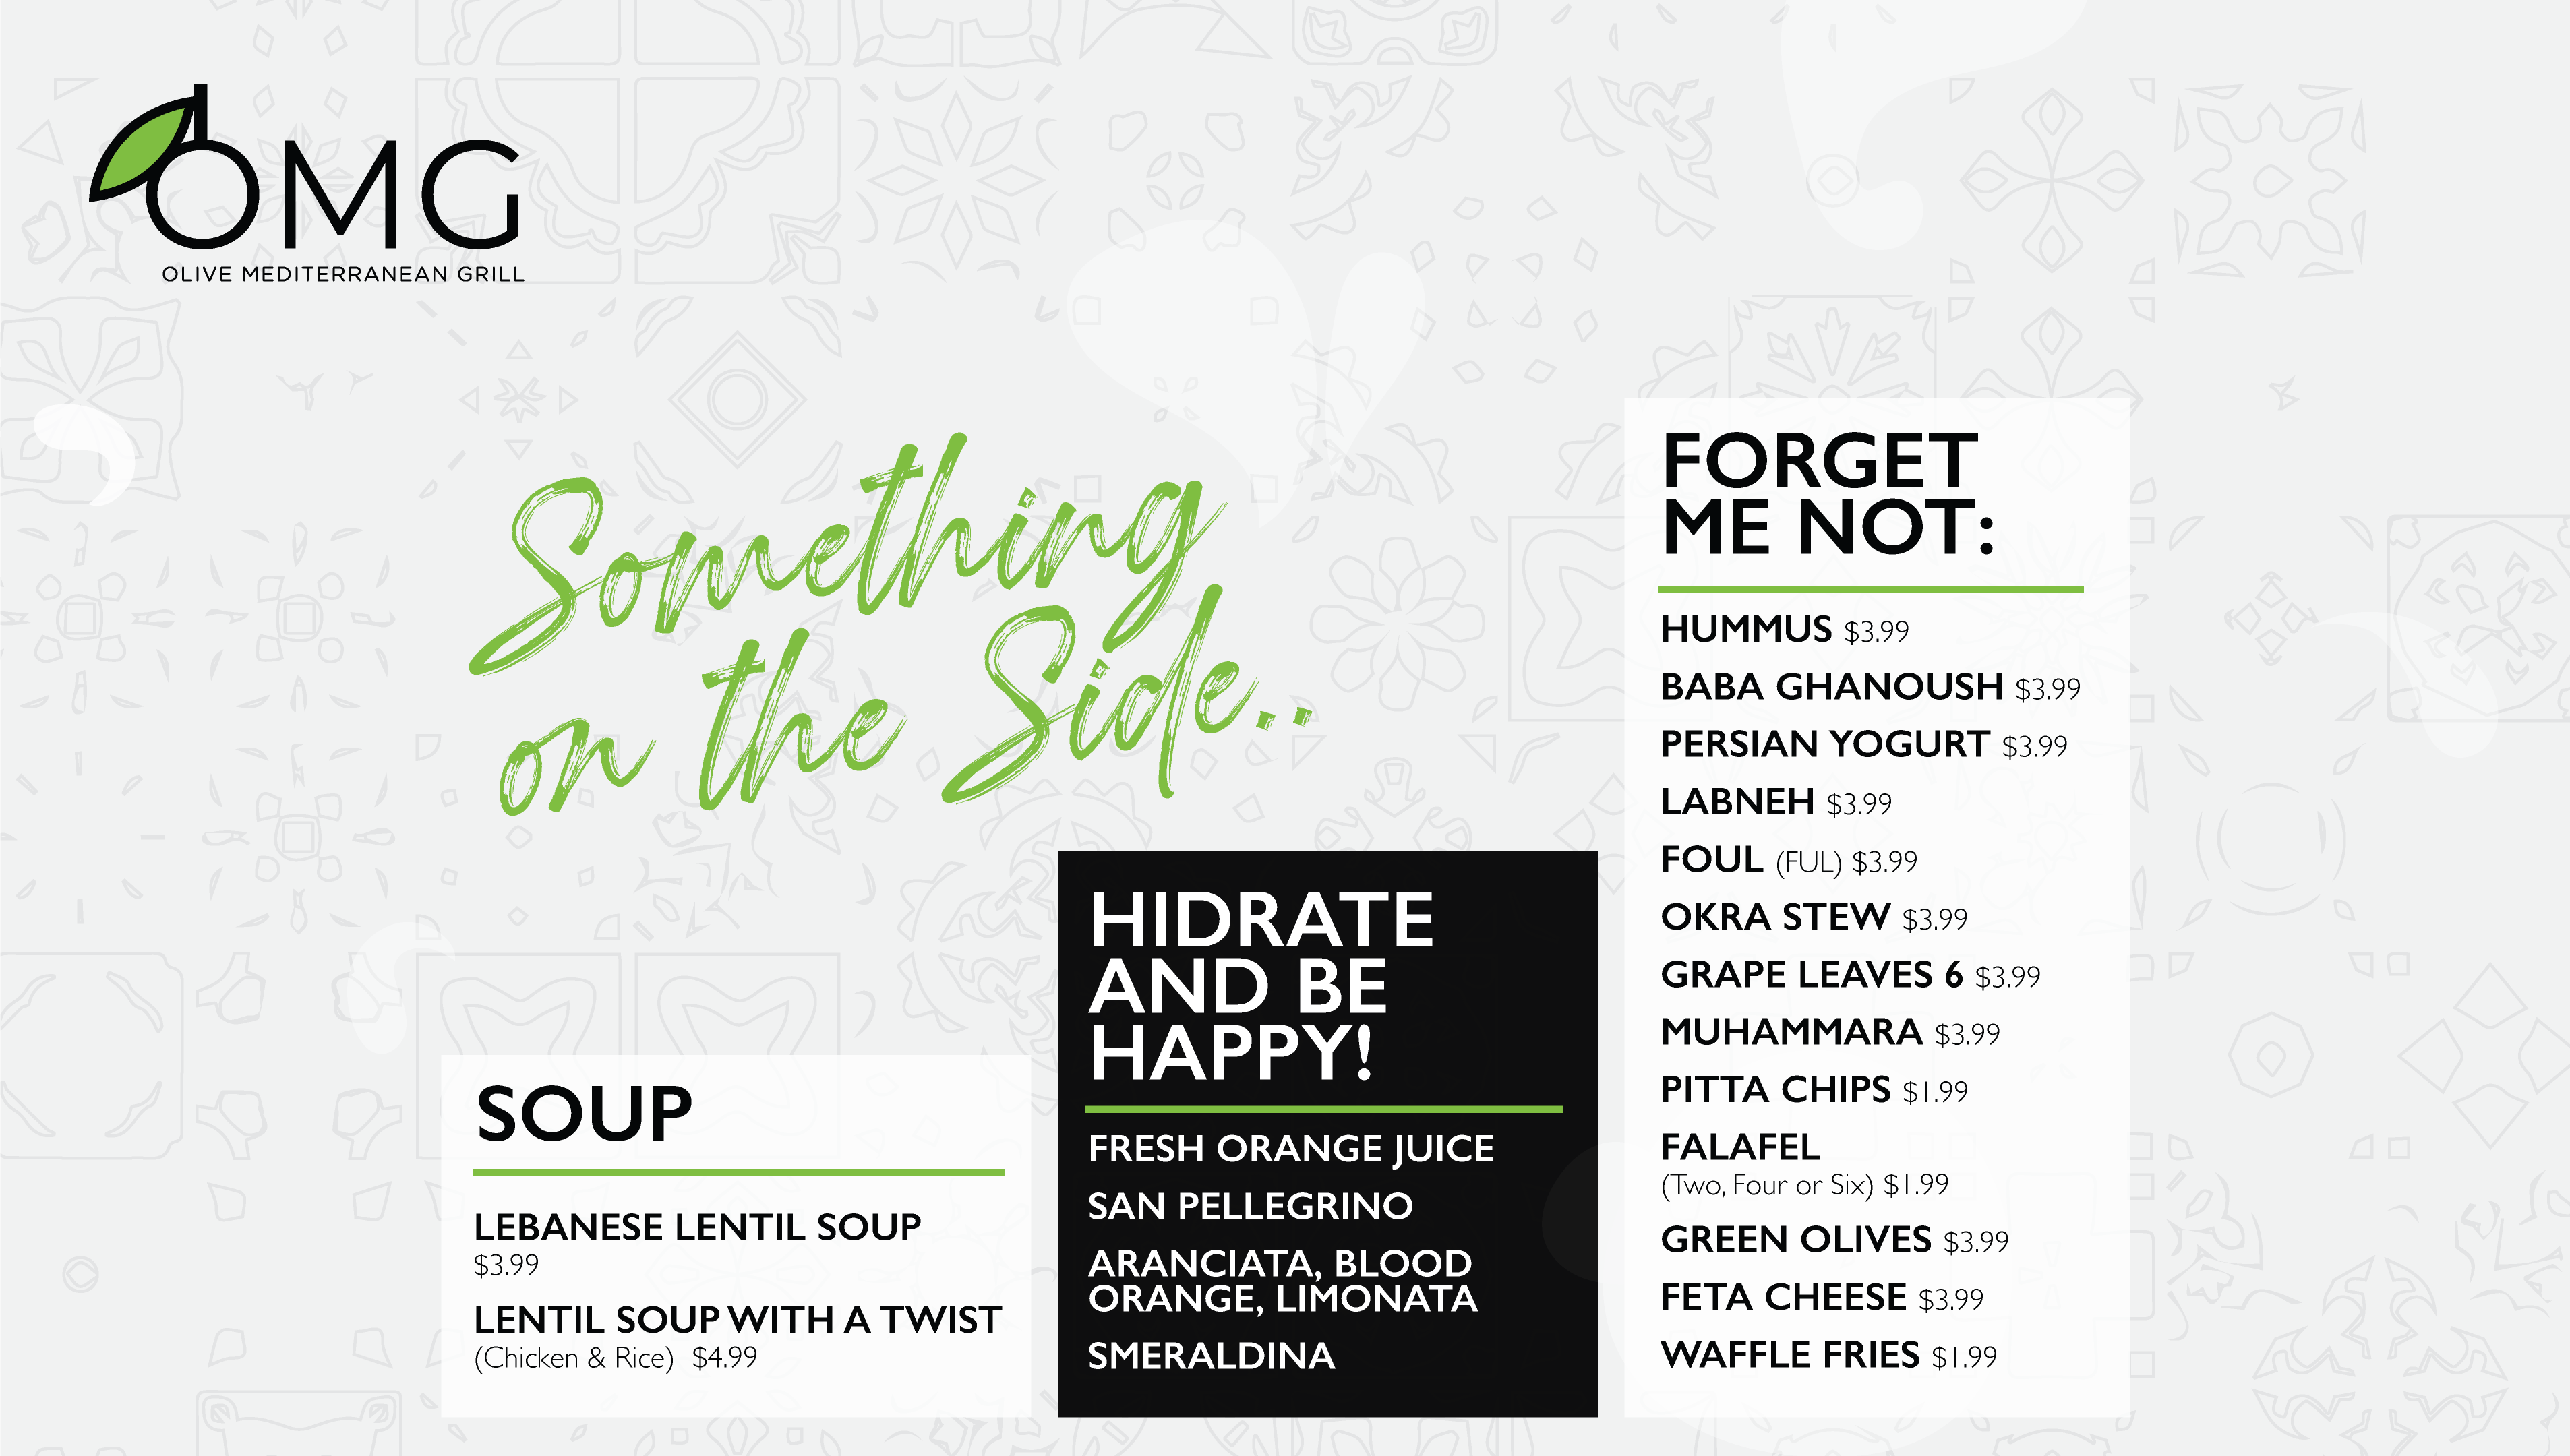 OMG
OLIVE MEDITERRANEAN GRILL
Something
on the Side..
SOUP
LEBANESE LENTIL SOUP
$3.99
LENTIL SOUP WITH A TWIST
(Chicken & Rice) $4.99
HIDRATE
AND BE
HAPPY!
FRESH ORANGE JUICE
SAN PELLEGRINO
ARANCIATA, BLOOD
ORANGE, LIMONATA
SMERALDINA
FORGET
ME NOT:
HUMMUS $3.99
BABA GHANOUSH $3.99
PERSIAN YOGURT $3.99
LABNEH $3.99
FOUL (FUL) $3.99
OKRA STEW $3.99
GRAPE LEAVES 6 $3.99
MUHAMMARA $3.99
PITTA CHIPS $1.99
FALAFEL
(Two, Four or Six) $1.99
GREEN OLIVES $3.99
FETA CHEESE $3.99
WAFFLE FRIES $1.99